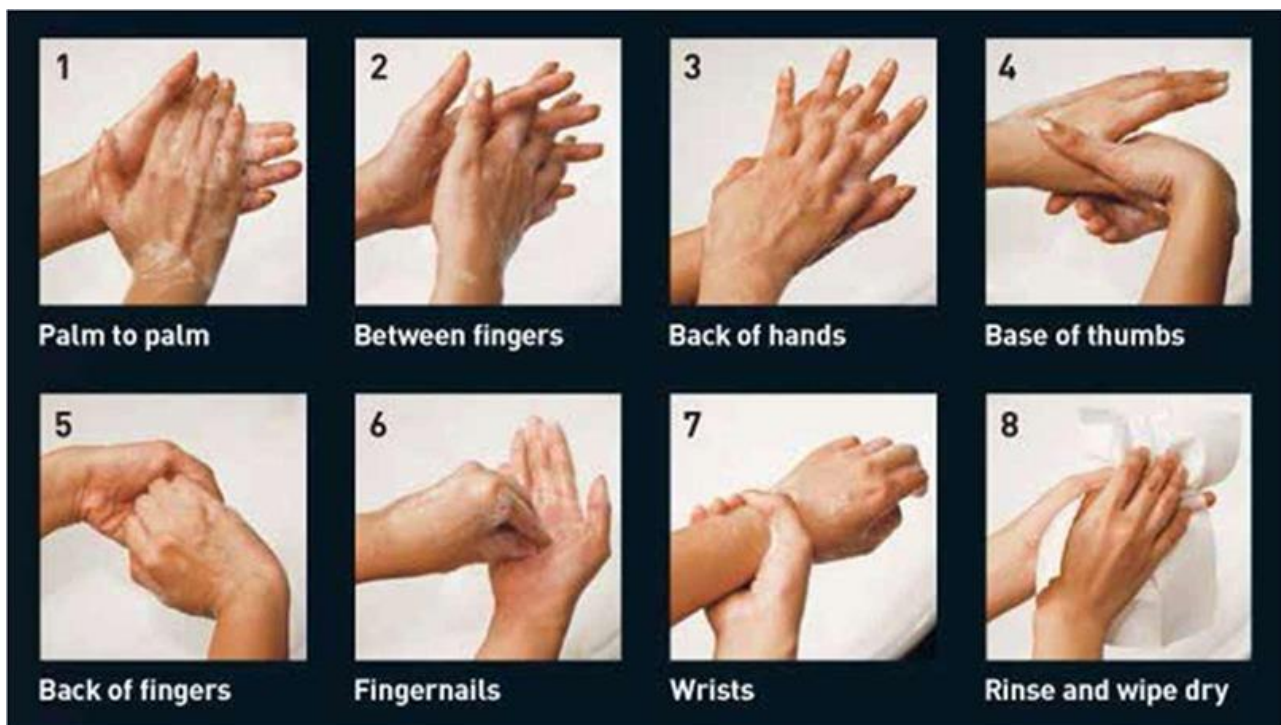 1
Palm to palm
2
Between fingers
3
Back of hands
4
Base of thumbs
5
Back of fingers
6
Fingernails
7
Wrists
8
Rinse and wipe dry